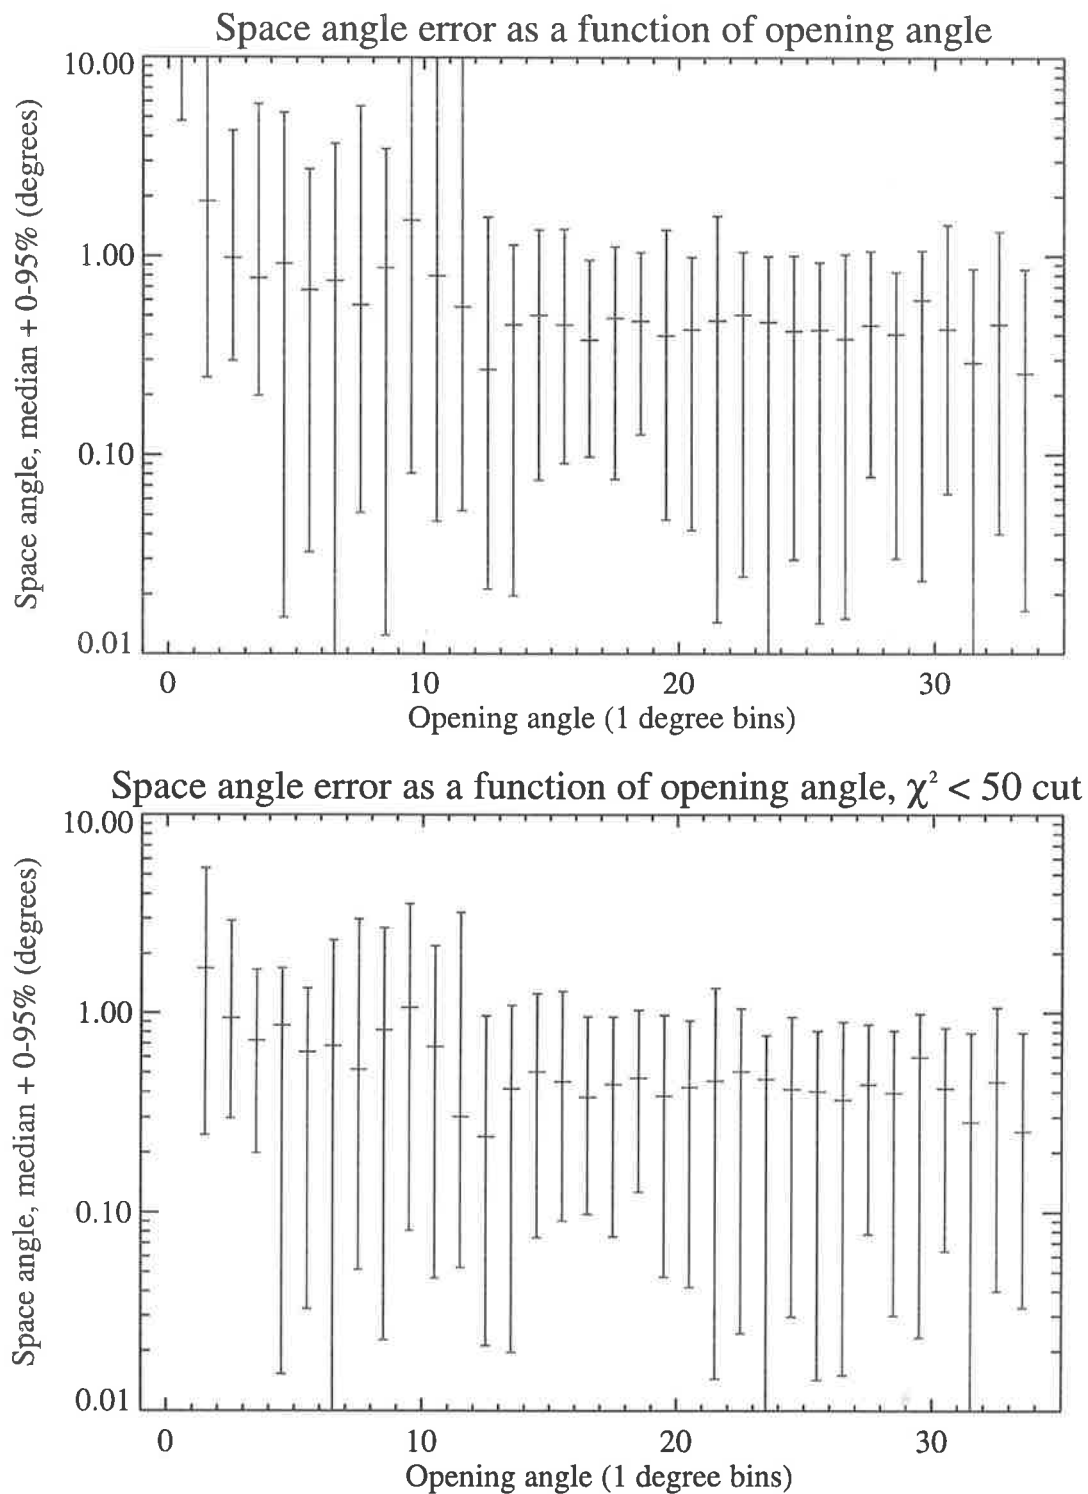 Space angle error as a function of opening angle
Space angle, median + 0-95% (degrees)
10.00
1.00
0.10
0.01
0 10 20 30
Opening angle (1 degree bins)
Space angle error as a function of opening angle, χ² < 50 cut
Space angle, median + 0-95% (degrees)
10.00
1.00
0.10
0.01
0 10 20 30
Opening angle (1 degree bins)